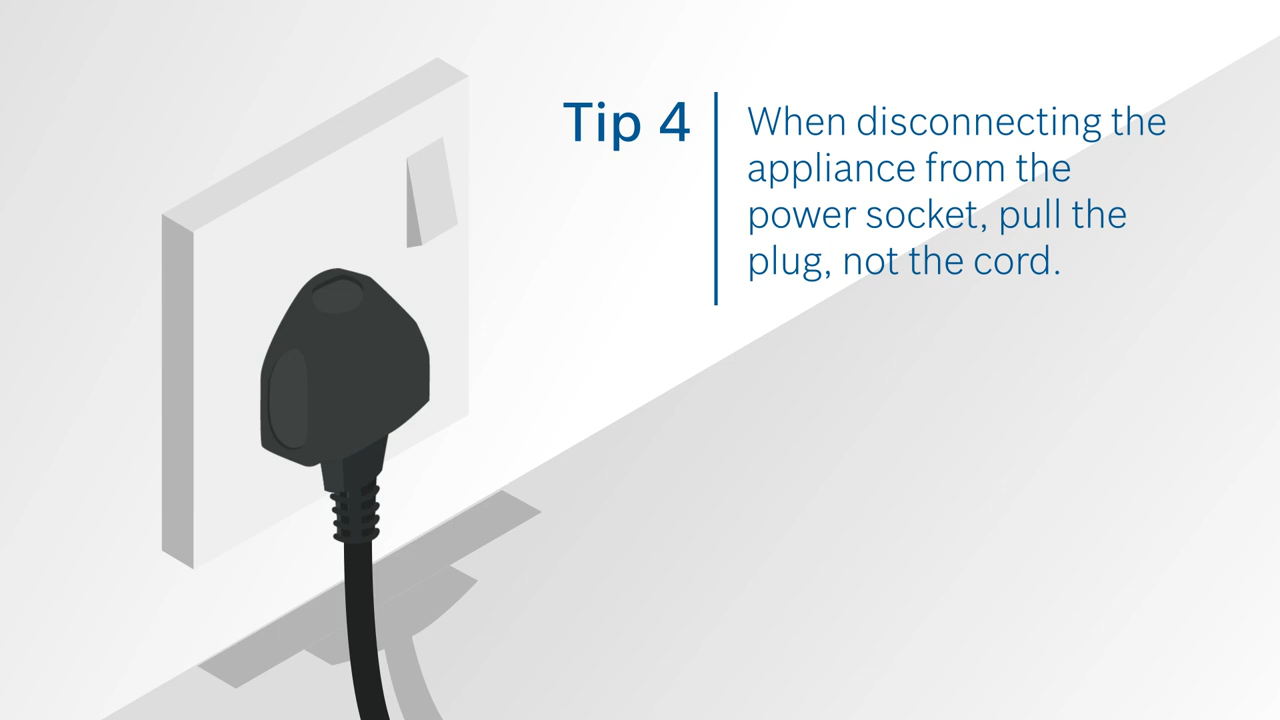 Tip 4
When disconnecting the
appliance from the
power socket, pull the
plug, not the cord.